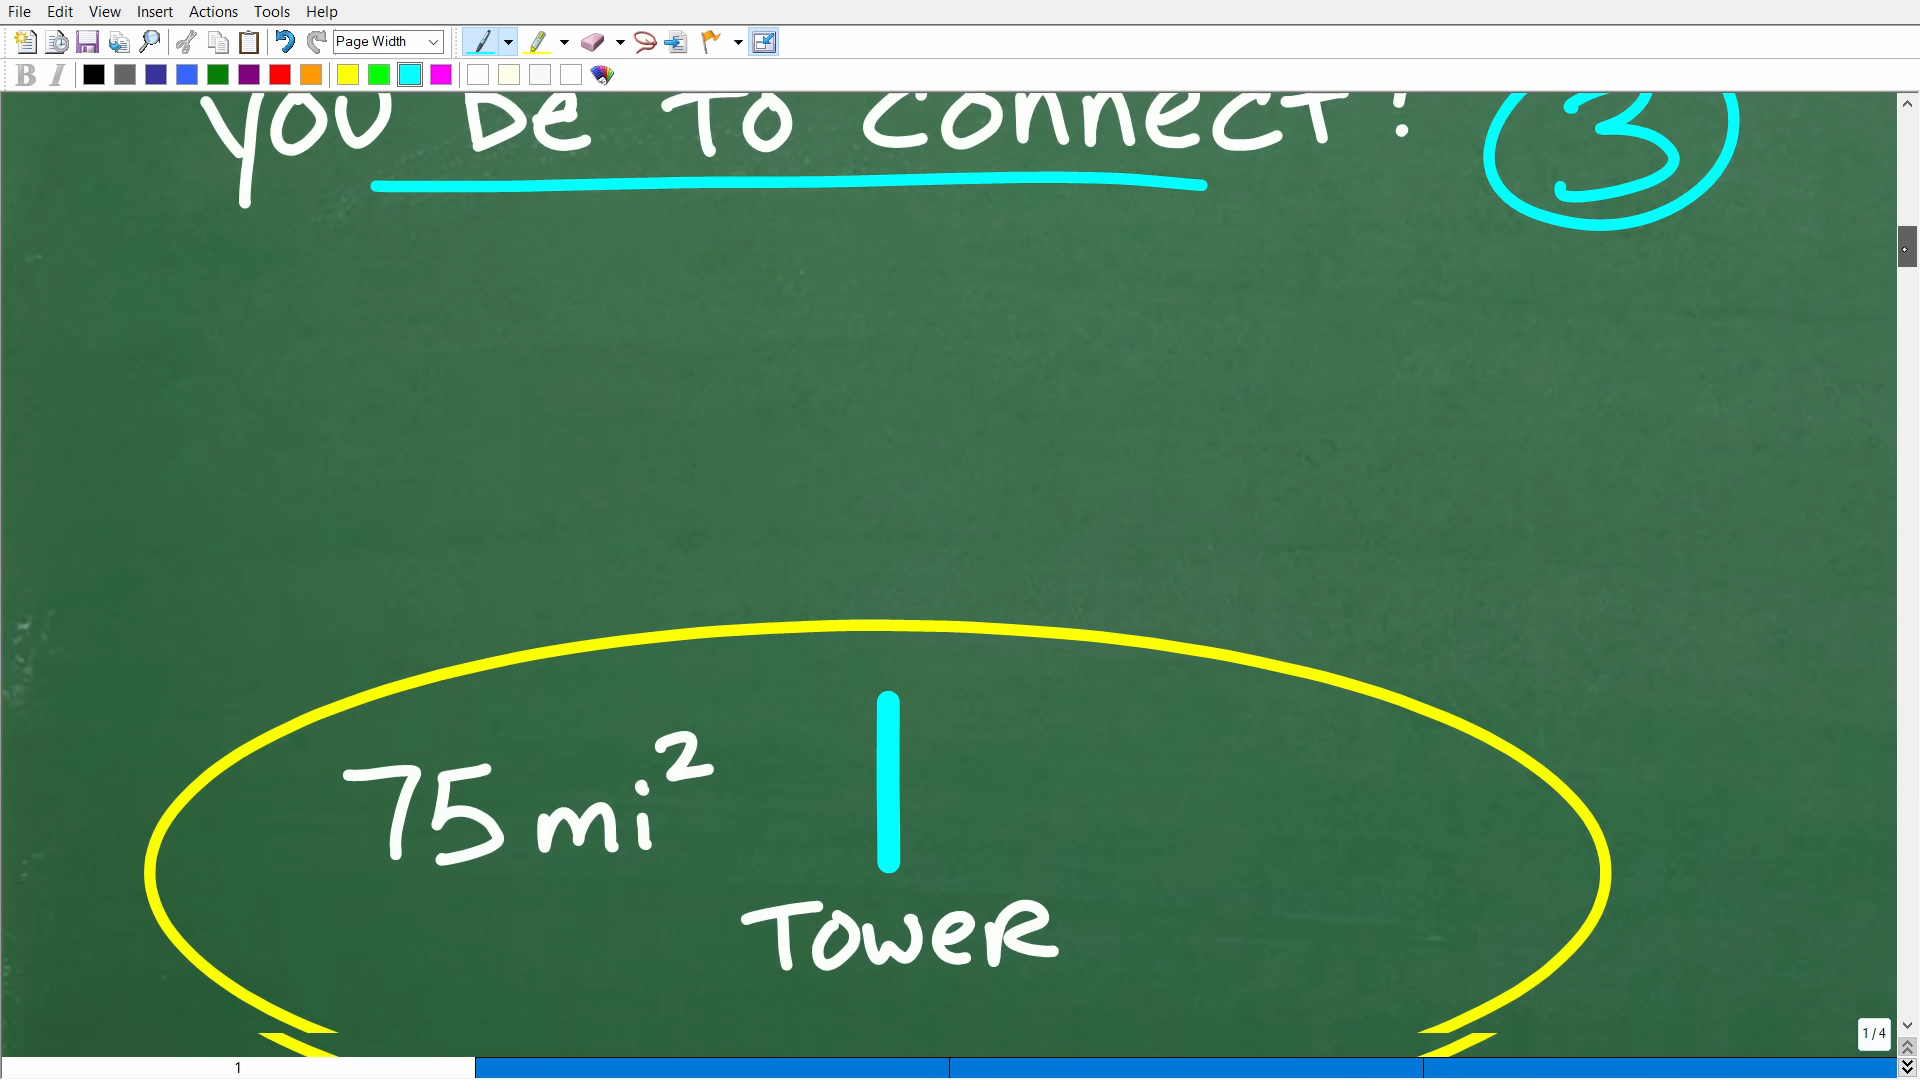 File Edit View Insert Actions Tools Help
Page Width
B I
you be to connect?
3
75 mi²
TOWER
1 / 4
1